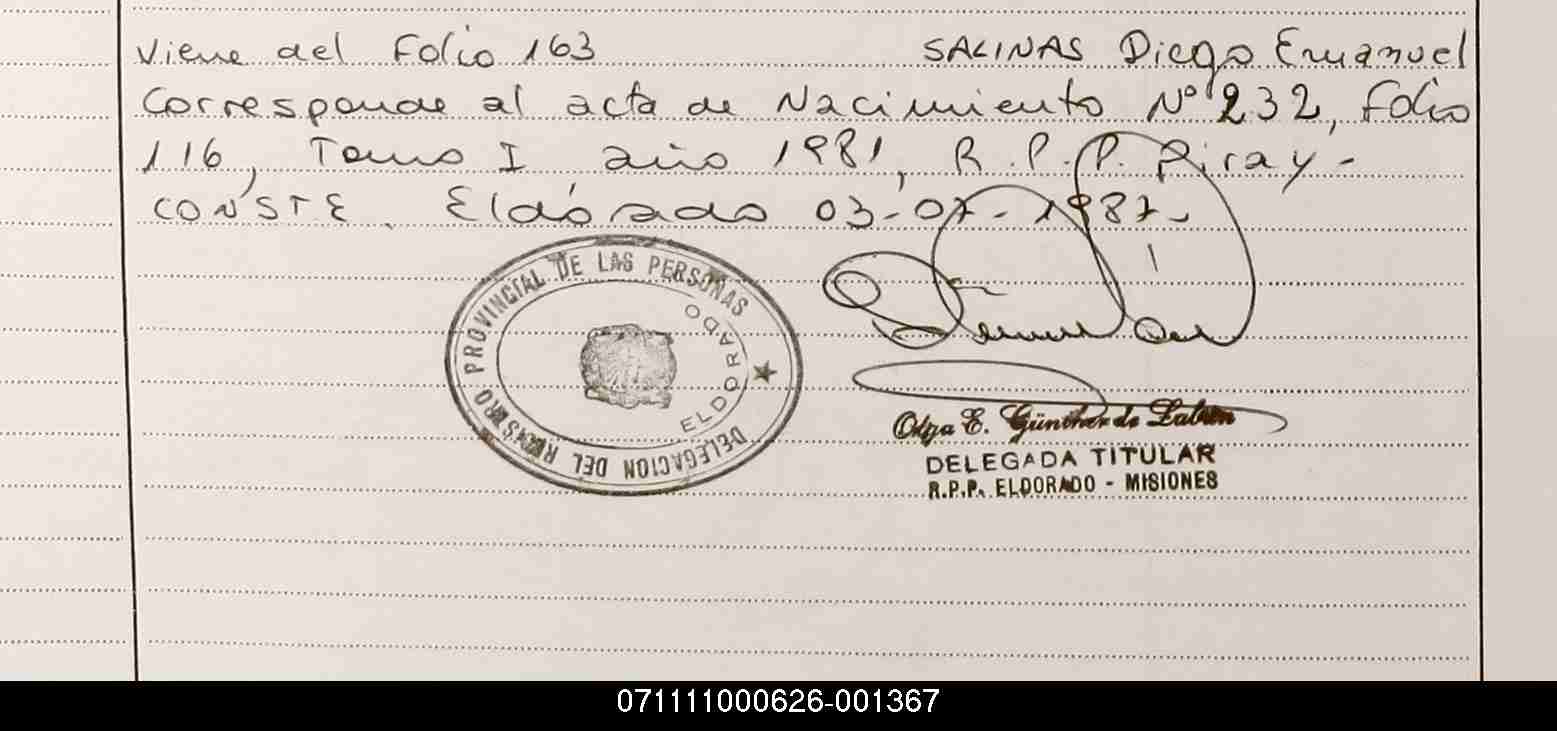 Viene del Folio 163 SALINAS Diego Emanuel
Corresponde al acta de Nacimiento Nº 232, Folio
116, Tomo I año 1981, R.P.P. Piray-
CONSTE. Eldorado 03-07-1987-
DELEGACION DEL REGISTRO PROVINCIAL DE LAS PERSONAS
ELDORADO
Olga E. Günther de
DELEGADA TITULAR
R.P.P. ELDORADO - MISIONES
071111000626-001367